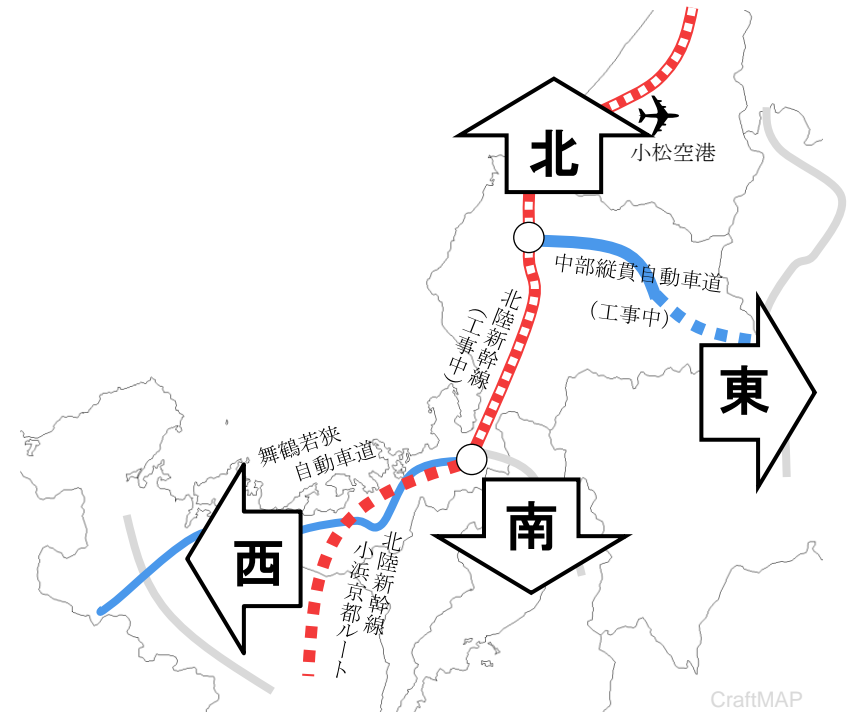 北
小松空港
中部縦貫自動車道
(工事中)
北陸新幹線
(工事中)
東
舞鶴若狭
自動車道
南
西
北陸新幹線
小浜京都ルート
CraftMAP